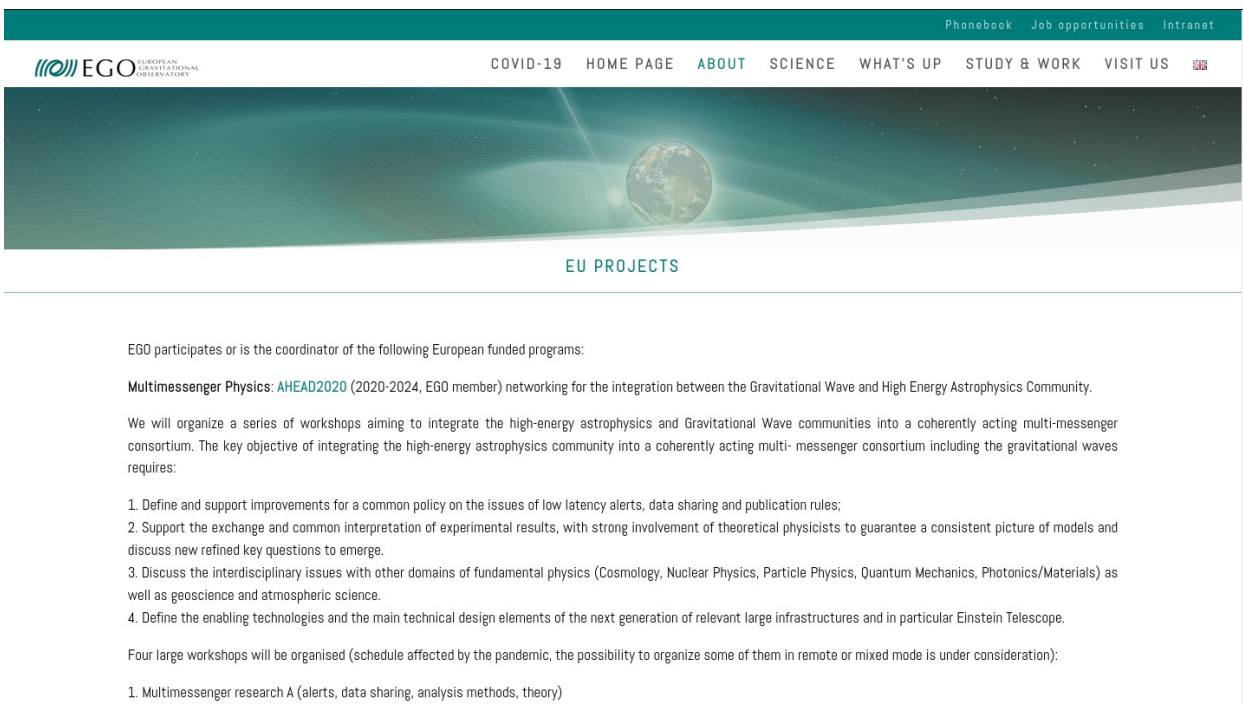 Phonebook Job opportunities Intranet
EGO EUROPEAN
GRAVITATIONAL
OBSERVATORY
COVID-19 HOME PAGE ABOUT SCIENCE WHAT'S UP STUDY & WORK VISIT US
EU PROJECTS
EGO participates or is the coordinator of the following European funded programs:
Multimessenger Physics: AHEAD2020 (2020-2024, EGO member) networking for the integration between the Gravitational Wave and High Energy Astrophysics Community.
We will organize a series of workshops aiming to integrate the high-energy astrophysics and Gravitational Wave communities into a coherently acting multi-messenger
consortium. The key objective of integrating the high-energy astrophysics community into a coherently acting multi- messenger consortium including the gravitational waves
requires:
1. Define and support improvements for a common policy on the issues of low latency alerts, data sharing and publication rules;
2. Support the exchange and common interpretation of experimental results, with strong involvement of theoretical physicists to guarantee a consistent picture of models and
discuss new refined key questions to emerge.
3. Discuss the interdisciplinary issues with other domains of fundamental physics (Cosmology, Nuclear Physics, Particle Physics, Quantum Mechanics, Photonics/Materials) as
well as geoscience and atmospheric science.
4. Define the enabling technologies and the main technical design elements of the next generation of relevant large infrastructures and in particular Einstein Telescope.
Four large workshops will be organised (schedule affected by the pandemic, the possibility to organize some of them in remote or mixed mode is under consideration):
1. Multimessenger research A (alerts, data sharing, analysis methods, theory)